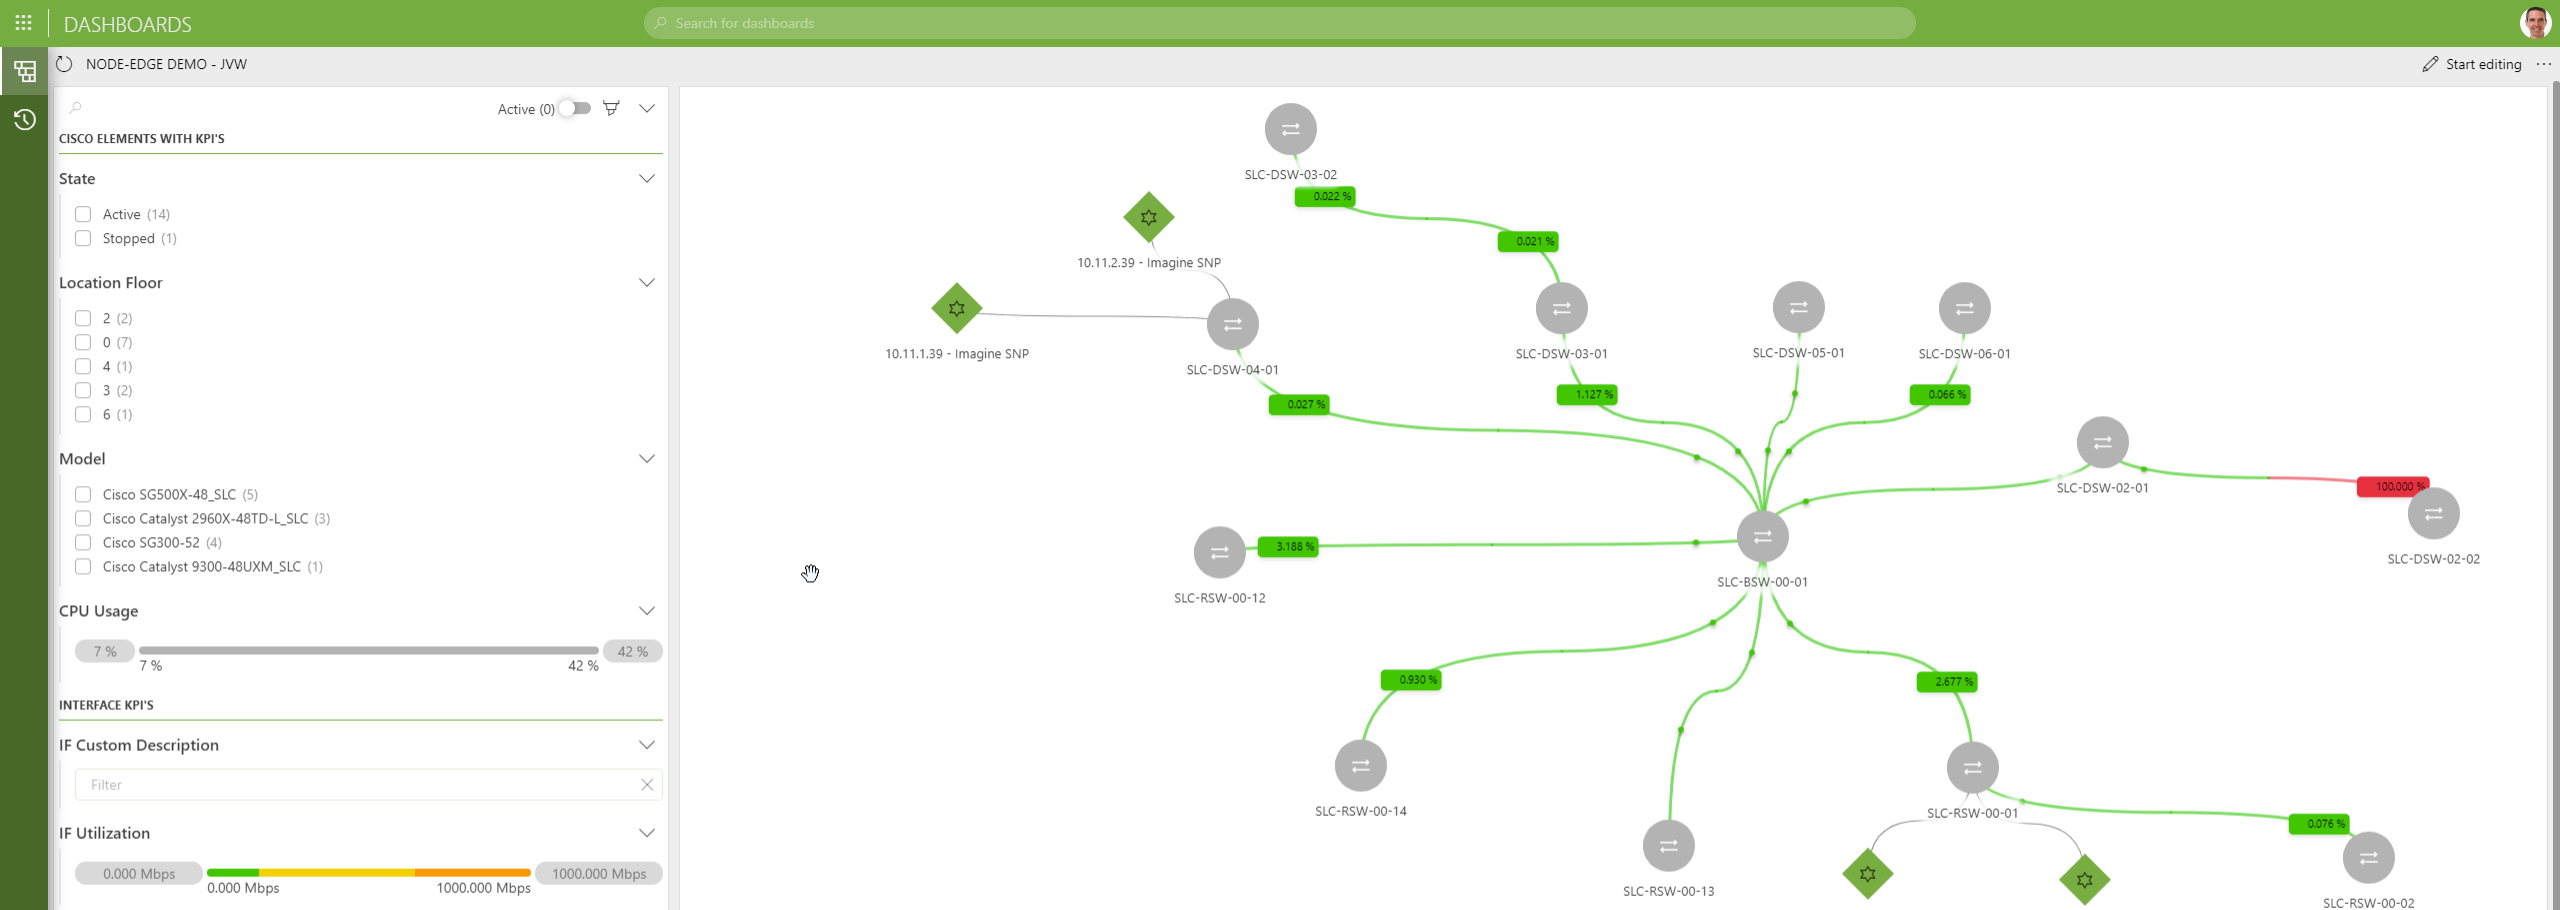 DASHBOARDS
Search for dashboards
NODE-EDGE DEMO - JVW
Start editing
Active (0)
CISCO ELEMENTS WITH KPI'S
State
Active (14)
Stopped (1)
Location Floor
2 (2)
0 (7)
4 (1)
3 (2)
6 (1)
Model
Cisco SG500X-48_SLC (5)
Cisco Catalyst 2960X-48TD-L_SLC (3)
Cisco SG300-52 (4)
Cisco Catalyst 9300-48UXM_SLC (1)
CPU Usage
7 %
42 %
7 %
42 %
INTERFACE KPI'S
IF Custom Description
Filter
IF Utilization
0.000 Mbps
1000.000 Mbps
0.000 Mbps
1000.000 Mbps
SLC-DSW-03-02
0.022 %
0.021 %
10.11.2.39 - Imagine SNP
10.11.1.39 - Imagine SNP
SLC-DSW-04-01
SLC-DSW-03-01
SLC-DSW-05-01
SLC-DSW-06-01
0.027 %
1.127 %
0.066 %
SLC-DSW-02-01
100.000 %
SLC-DSW-02-02
3.188 %
SLC-RSW-00-12
SLC-BSW-00-01
0.930 %
2.677 %
SLC-RSW-00-14
SLC-RSW-00-01
0.076 %
SLC-RSW-00-13
SLC-RSW-00-02